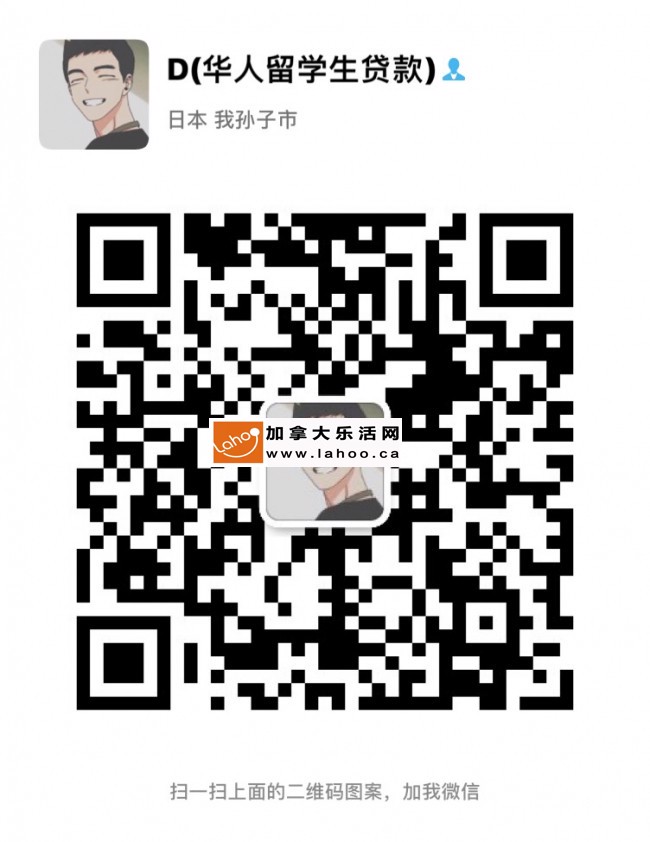 D(华人留学生贷款)
日本 我孙子市
Lahoo
加拿大乐活网
www.lahoo.ca
扫一扫上面的二维码图案，加我微信